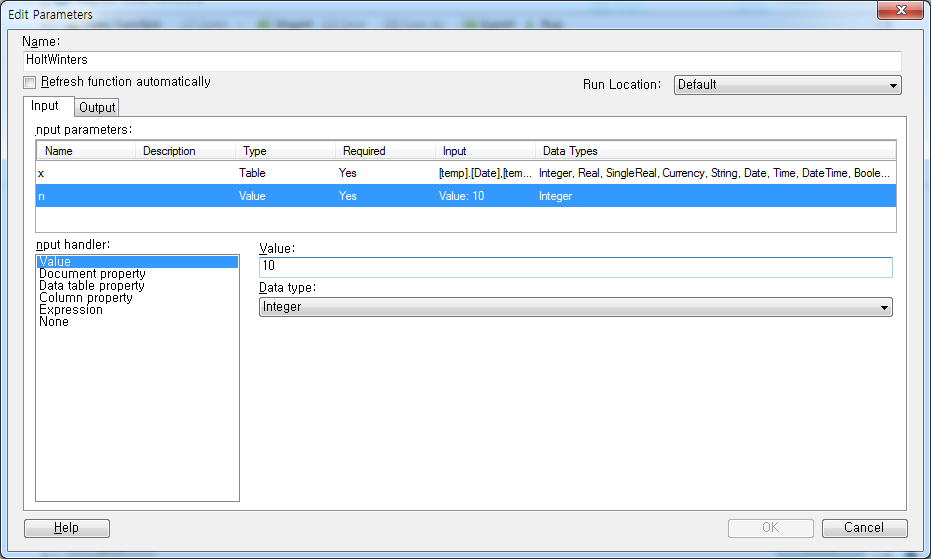 Edit Parameters
Name:
HoltWinters
Refresh function automatically
Run Location: Default
Input Output
nput parameters:
Name Description Type Required Input Data Types
x Table Yes [temp].[Date],[tem... Integer, Real, SingleReal, Currency, String, Date, Time, DateTime, Boole...
n Value Yes Value: 10 Integer
nput handler:
Value
Document property
Data table property
Column property
Expression
None
Value:
10
Data type:
Integer
Help OK Cancel